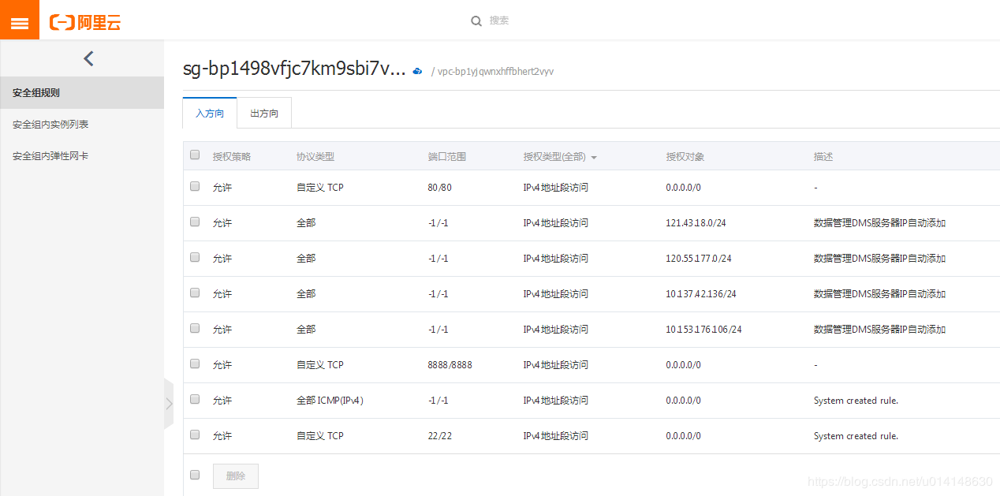 阿里云
搜索
sg-bp1498vfjc7km9sbi7v... / vpc-bp1yjqwnxhffbhert2vyv
安全组规则
安全组内实例列表
安全组内弹性网卡
入方向 出方向
授权策略 协议类型 端口范围 授权类型(全部) 授权对象 描述
允许 自定义 TCP 80/80 IPv4地址段访问 0.0.0.0/0 -
允许 全部 -1/-1 IPv4地址段访问 121.43.18.0/24 数据管理DMS服务器IP自动添加
允许 全部 -1/-1 IPv4地址段访问 120.55.177.0/24 数据管理DMS服务器IP自动添加
允许 全部 -1/-1 IPv4地址段访问 10.137.42.136/24 数据管理DMS服务器IP自动添加
允许 全部 -1/-1 IPv4地址段访问 10.153.176.106/24 数据管理DMS服务器IP自动添加
允许 自定义 TCP 8888/8888 IPv4地址段访问 0.0.0.0/0 -
允许 全部 ICMP(IPv4) -1/-1 IPv4地址段访问 0.0.0.0/0 System created rule.
允许 自定义 TCP 22/22 IPv4地址段访问 0.0.0.0/0 System created rule.
删除
https://blog.csdn.net/u014148630